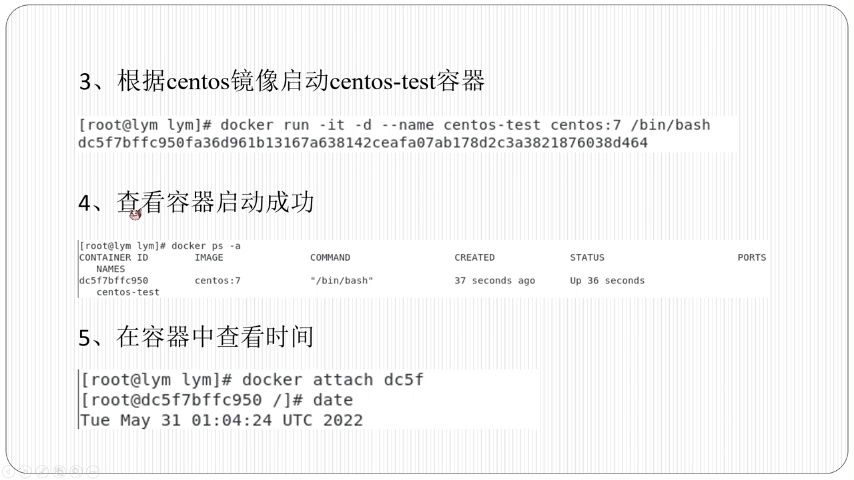 3、根据centos镜像启动centos-test容器
[root@lym lym]# docker run -it -d --name centos-test centos:7 /bin/bash
dc5f7bffc950fa36d961b13167a638142ceafa07ab178d2c3a3821876038d464
4、查看容器启动成功
[root@lym lym]# docker ps -a
CONTAINER ID IMAGE COMMAND CREATED STATUS PORTS
NAMES
dc5f7bffc950 centos:7 "/bin/bash" 37 seconds ago Up 36 seconds
centos-test
5、在容器中查看时间
[root@lym lym]# docker attach dc5f
[root@dc5f7bffc950 /]# date
Tue May 31 01:04:24 UTC 2022